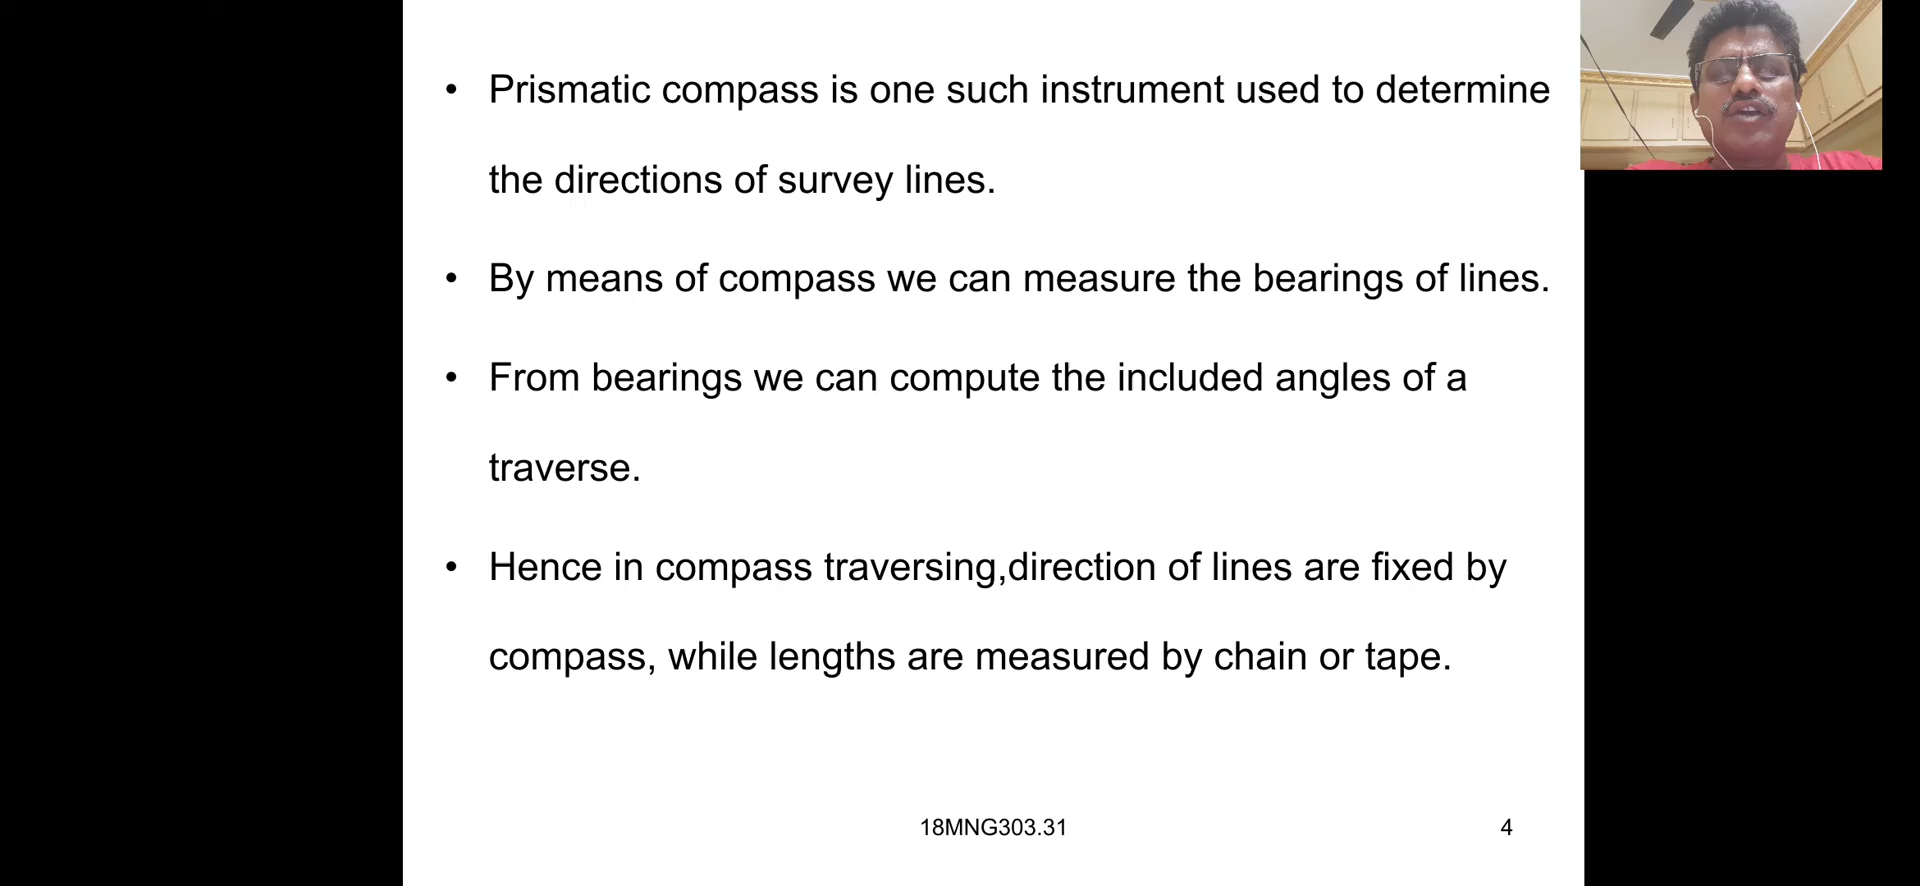 • Prismatic compass is one such instrument used to determine
the directions of survey lines.
• By means of compass we can measure the bearings of lines.
• From bearings we can compute the included angles of a
traverse.
• Hence in compass traversing,direction of lines are fixed by
compass, while lengths are measured by chain or tape.
18MNG303.31
4